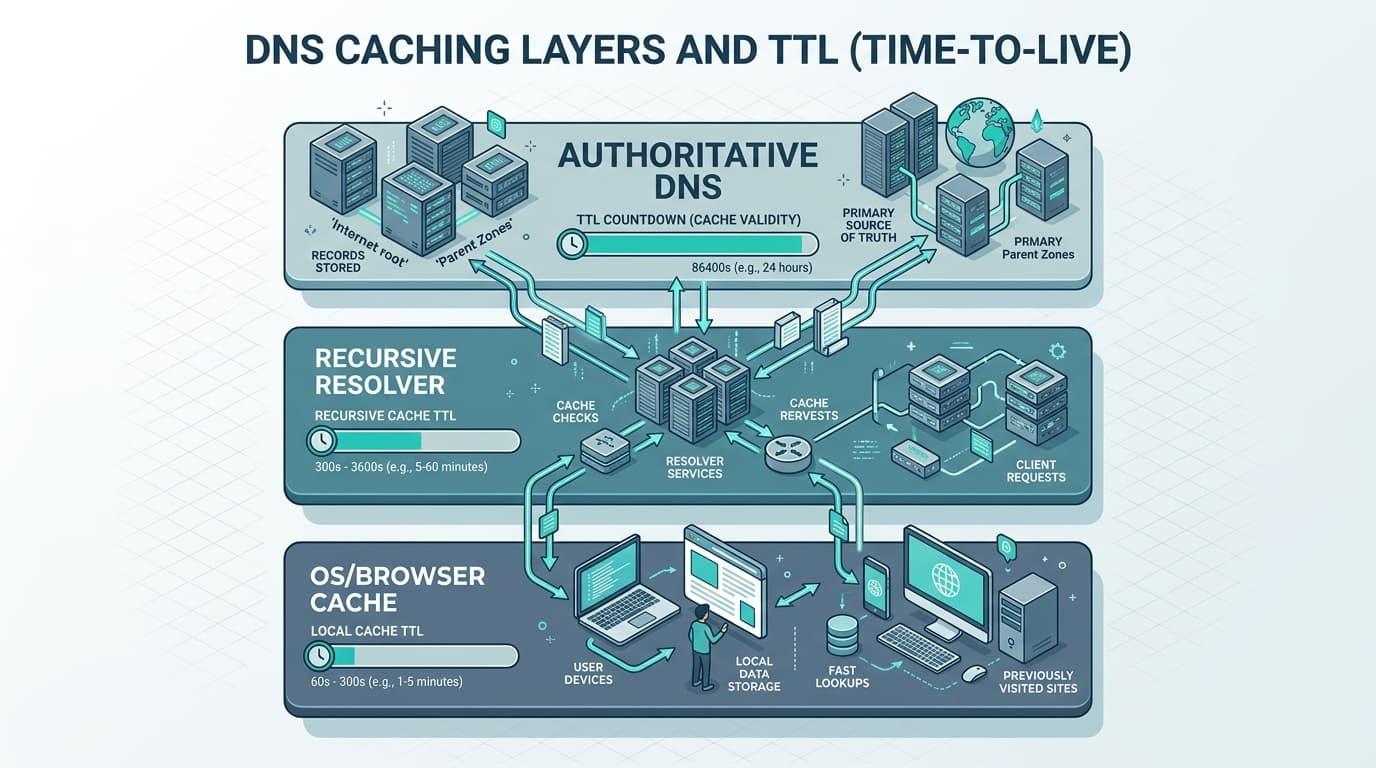 DNS CACHING LAYERS AND TTL (TIME-TO-LIVE)
AUTHORITATIVE
DNS
TTL COUNTDOWN (CACHE VALIDITY)
86400s (e.g., 24 hours)
'Internet root'
'Parent Zones'
RECORDS
STORED
PRIMARY
SOURCE
OF TRUTH
PRMARY
Parent Zones
RECURSIVE
RESOLVER
RECURSIVE CACHE TTL
300s - 3600s (e.g., 5-60 minutes)
CACHE
CHECKS
RESOLVER
SERVICES
CACHE
RERVESTS
CLIENT
REQUESTS
OS/BROWSER
CACHE
LOCAL CACHE TTL
60s - 300s (e.g., 1-5 minutes)
USER
DEVICES
LOCAL
DATA
STORAGE
FAST
LOOKUPS
PREVIOUSLY
VISITED SITES